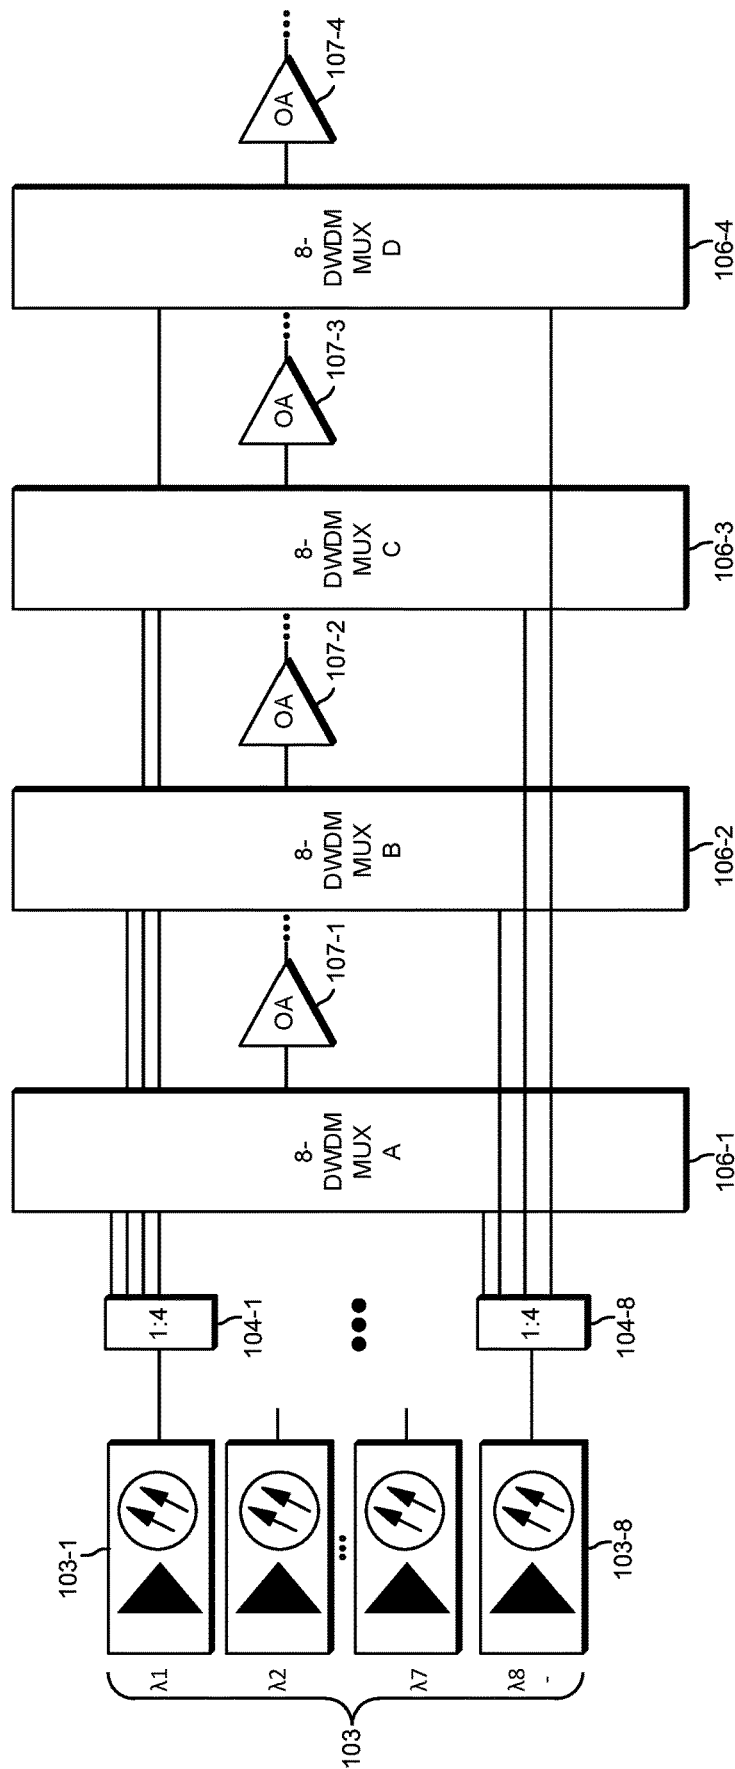 103
λ1
λ2
λ7
λ8
-
103-1
103-8
1:4
104-1
1:4
104-8
8-
DWDM
MUX
A
106-1
OA
107-1
8-
DWDM
MUX
B
106-2
OA
107-2
8-
DWDM
MUX
C
106-3
OA
107-3
8-
DWDM
MUX
D
106-4
OA
107-4